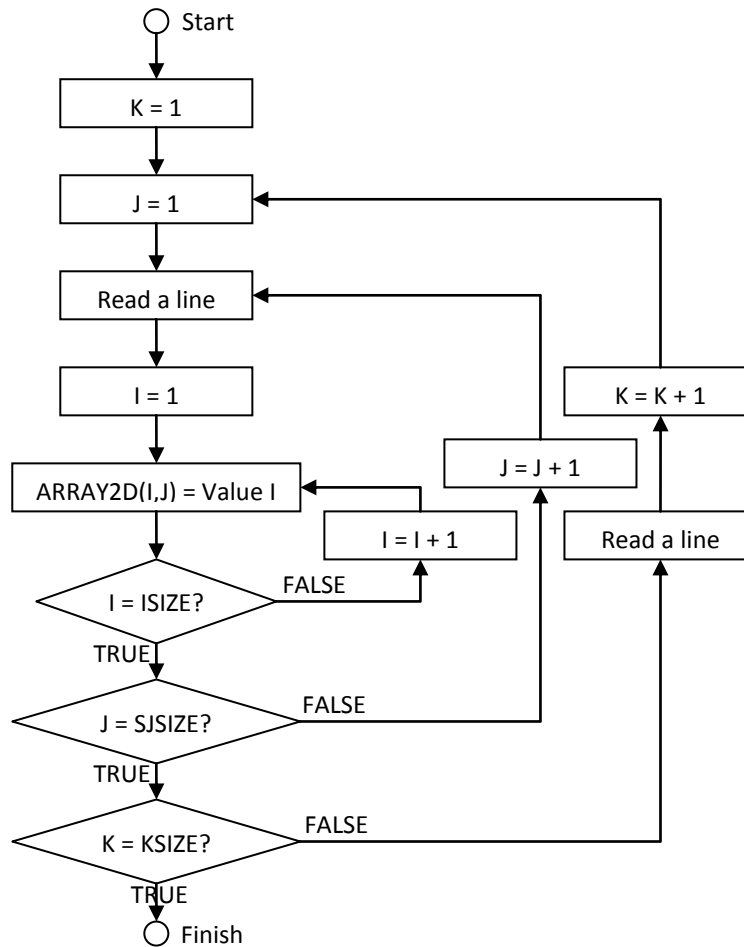 Start
K = 1
J = 1
Read a line
I = 1
K = K + 1
J = J + 1
ARRAY2D(I,J) = Value I
I = I + 1
Read a line
FALSE
I = ISIZE?
TRUE
FALSE
J = SJSIZE?
TRUE
FALSE
K = KSIZE?
TRUE
Finish